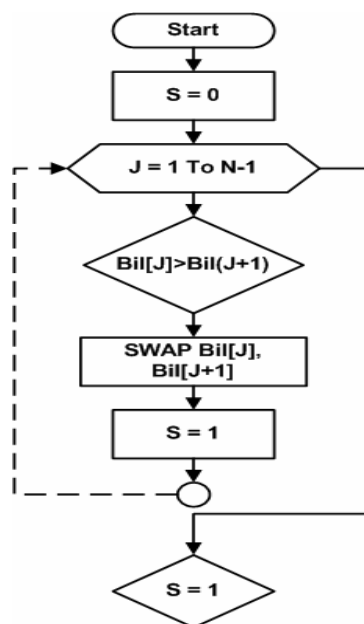 Start
S = 0
J = 1 To N-1
Bil[J]>Bil(J+1)
SWAP Bil[J],
Bil[J+1]
S = 1
S = 1